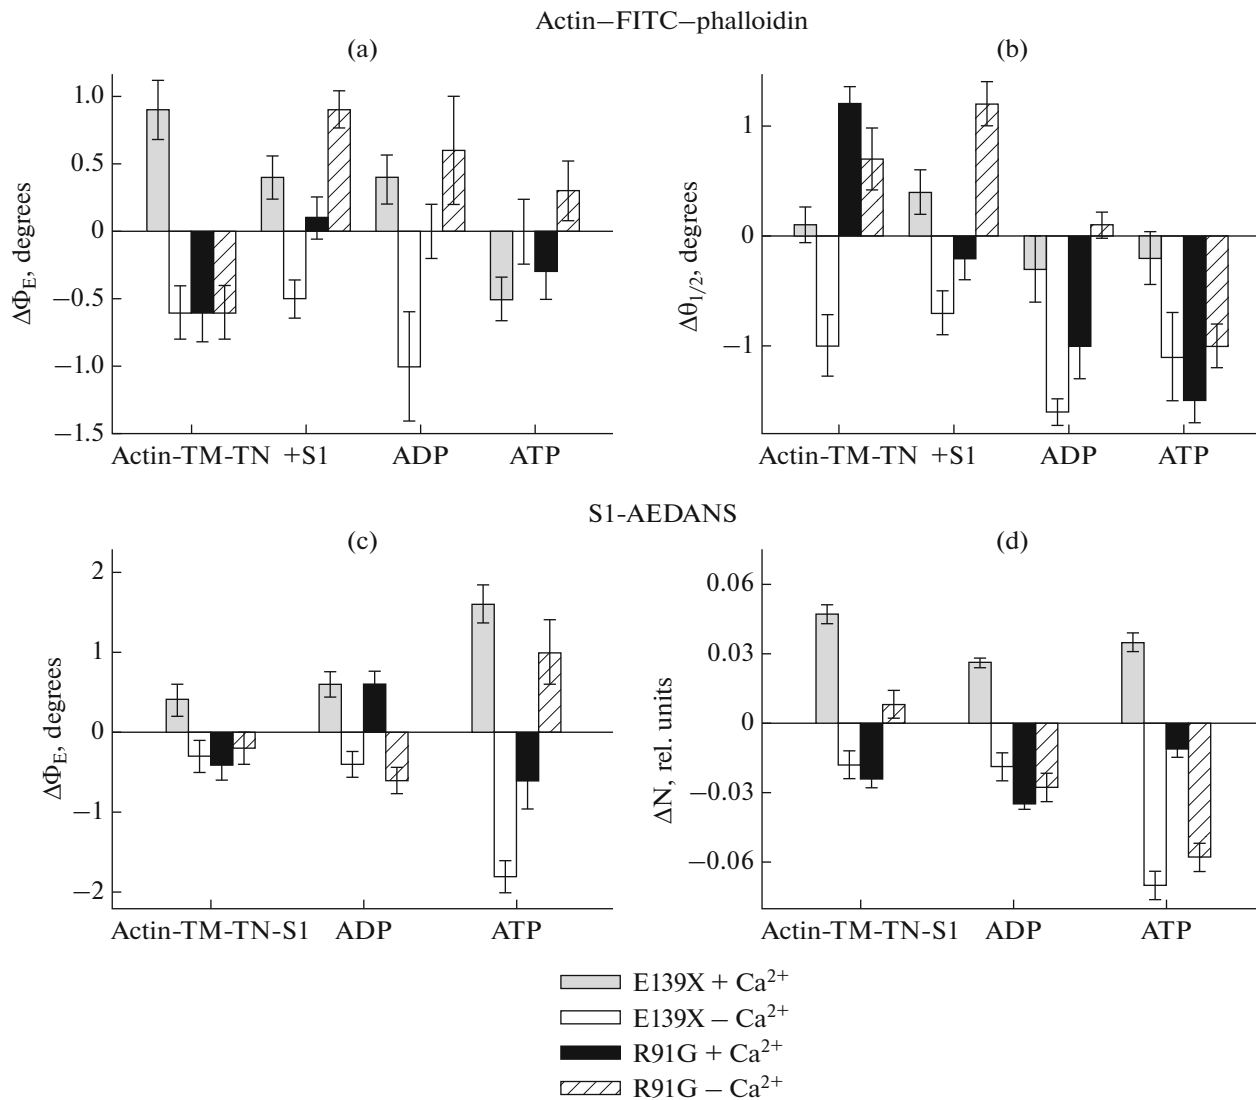 Actin–FITC–phalloidin
(a)
ΔΦE, degrees
1.0
0.5
0
−0.5
−1.0
−1.5
Actin-TM-TN +S1 ADP ATP
(b)
Δθ1/2, degrees
1
0
−1
Actin-TM-TN +S1 ADP ATP
S1-AEDANS
(c)
ΔΦE, degrees
2
1
0
−1
−2
Actin-TM-TN-S1 ADP ATP
(d)
ΔN, rel. units
0.06
0.03
0
−0.03
−0.06
Actin-TM-TN-S1 ADP ATP
E139X + Ca2+
E139X – Ca2+
R91G + Ca2+
R91G – Ca2+